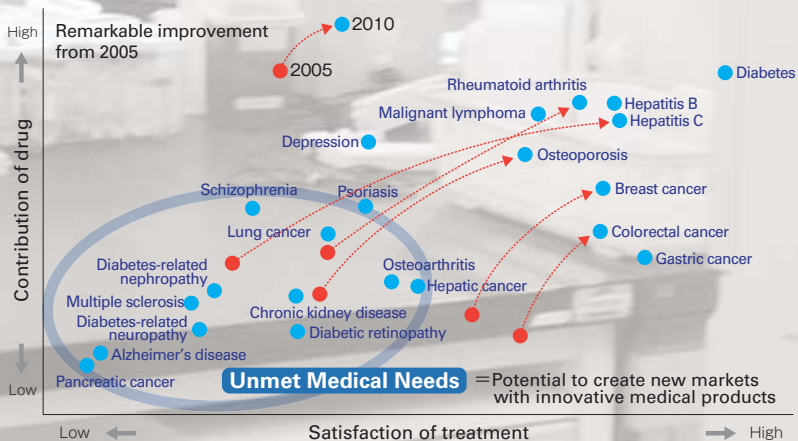 High
Remarkable improvement
from 2005
2010
2005
Diabetes
Rheumatoid arthritis
Hepatitis B
Malignant lymphoma
Hepatitis C
Depression
Osteoporosis
Schizophrenia
Psoriasis
Breast cancer
Lung cancer
Colorectal cancer
Gastric cancer
Diabetes-related
nephropathy
Osteoarthritis
Hepatic cancer
Multiple sclerosis
Chronic kidney disease
Diabetes-related
neuropathy
Diabetic retinopathy
Alzheimer's disease
Pancreatic cancer
Contribution of drug
Low
Unmet Medical Needs =Potential to create new markets
with innovative medical products
Low
Satisfaction of treatment
High